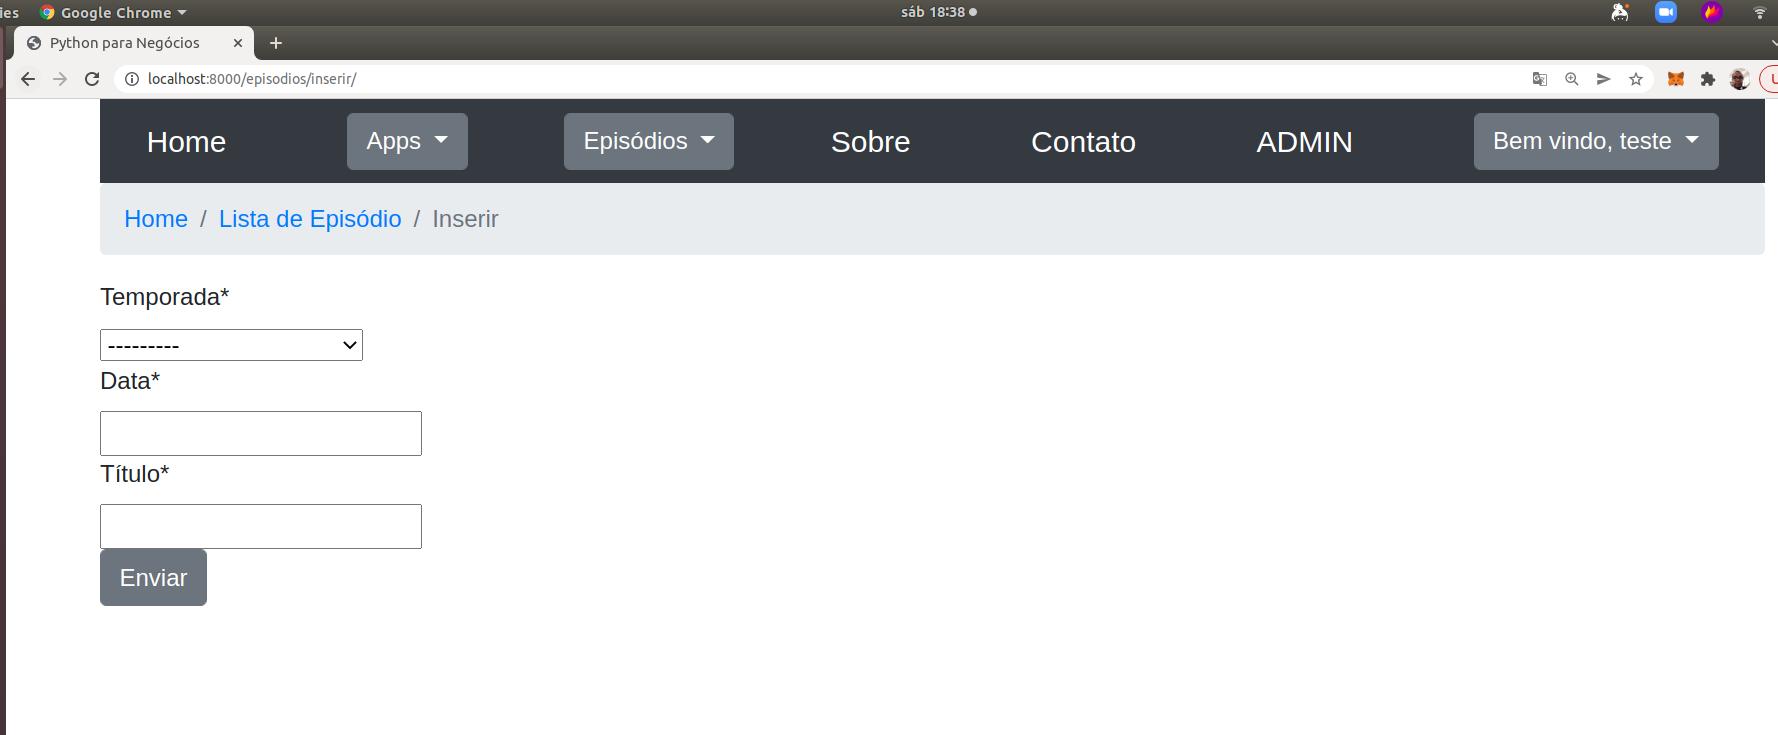 ies Google Chrome sáb 18:38
Python para Negócios
localhost:8000/episodios/inserir/
Home Apps Episódios Sobre Contato ADMIN Bem vindo, teste
Home / Lista de Episódio / Inserir
Temporada*
---------
Data*
Título*
Enviar